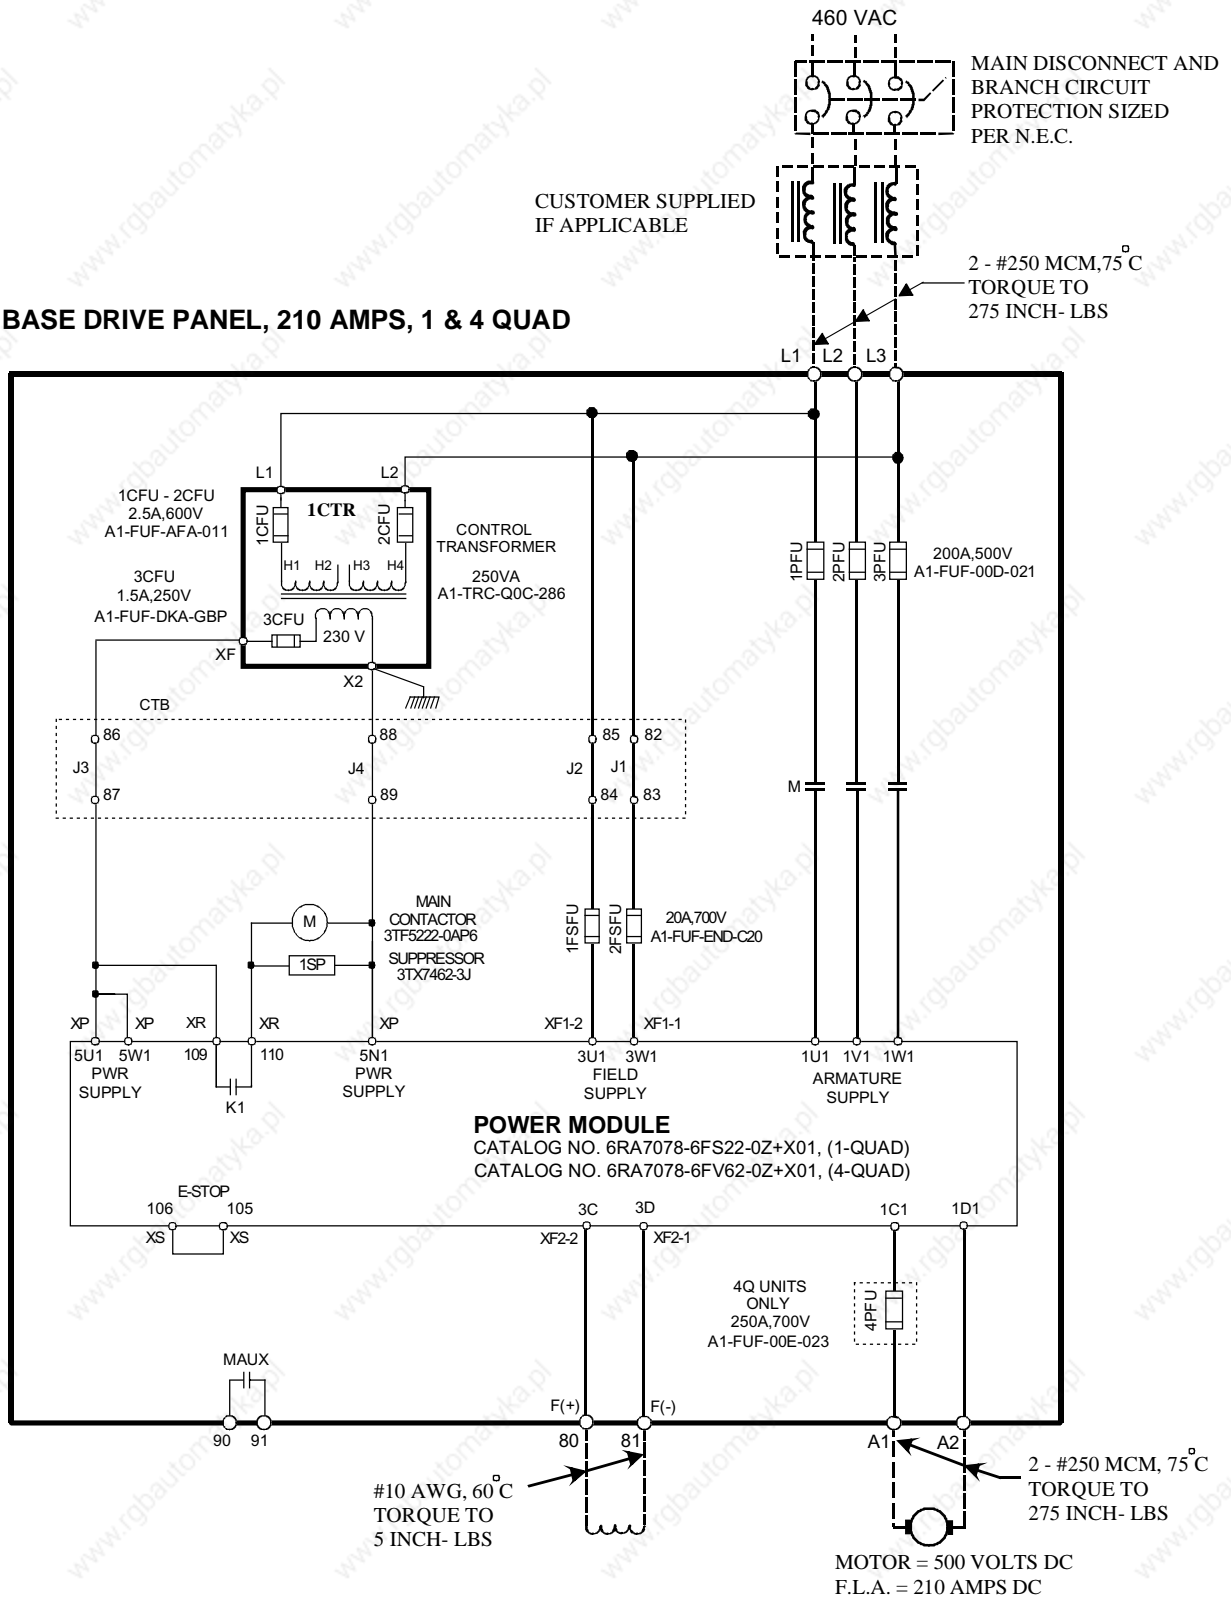 460 VAC
MAIN DISCONNECT AND
BRANCH CIRCUIT
PROTECTION SIZED
PER N.E.C.
CUSTOMER SUPPLIED
IF APPLICABLE
2 - #250 MCM,75°C
TORQUE TO
275 INCH- LBS
BASE DRIVE PANEL, 210 AMPS, 1 & 4 QUAD
L1 L2 L3
L1 L2
1CFU - 2CFU
2.5A,600V
A1-FUF-AFA-011
1CTR
1CFU
2CFU
CONTROL
TRANSFORMER
250VA
A1-TRC-Q0C-286
H1 H2 H3 H4
3CFU
1.5A,250V
A1-FUF-DKA-GBP
3CFU
230 V
XF
X2
1PFU
2PFU
3PFU
200A,500V
A1-FUF-00D-021
CTB
86 88 85 82
J3 J4 J2 J1
87 89 84 83
M
M
MAIN
CONTACTOR
3TF5222-0AP6
1SP
SUPPRESSOR
3TX7462-3J
1FSFU
2FSFU
20A,700V
A1-FUF-END-C20
XP XP XR XR XP XF1-2 XF1-1
5U1 5W1 109 110 5N1 3U1 3W1 1U1 1V1 1W1
PWR
SUPPLY
K1
PWR
SUPPLY
FIELD
SUPPLY
ARMATURE
SUPPLY
POWER MODULE
CATALOG NO. 6RA7078-6FS22-0Z+X01, (1-QUAD)
CATALOG NO. 6RA7078-6FV62-0Z+X01, (4-QUAD)
E-STOP
106 105 3C 3D 1C1 1D1
XS XS XF2-2 XF2-1
4Q UNITS
ONLY
250A,700V
A1-FUF-00E-023
4PFU
MAUX
F(+) F(-)
90 91 80 81 A1 A2
#10 AWG, 60°C
TORQUE TO
5 INCH- LBS
2 - #250 MCM, 75°C
TORQUE TO
275 INCH- LBS
MOTOR = 500 VOLTS DC
F.L.A. = 210 AMPS DC
www.rgbautomatyka.pl